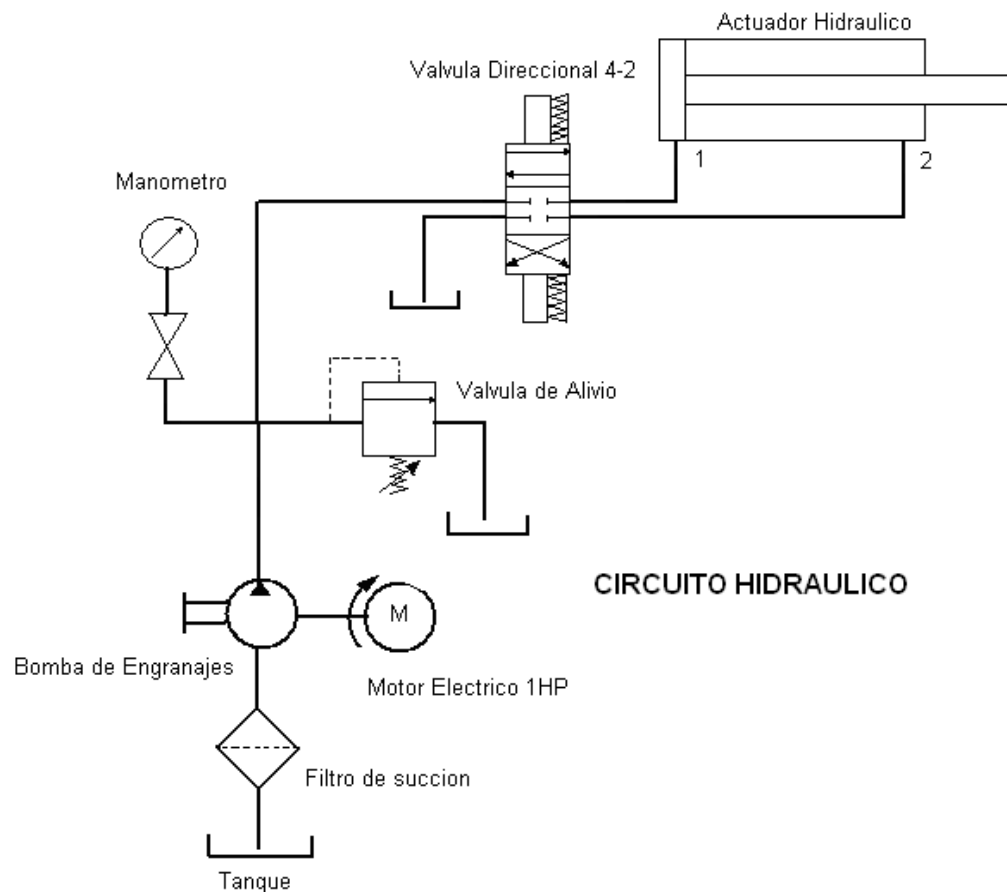 Actuador Hidraulico
Valvula Direccional 4-2
1
2
Manometro
Valvula de Alivio
CIRCUITO HIDRAULICO
M
Bomba de Engranajes
Motor Electrico 1HP
Filtro de succion
Tanque